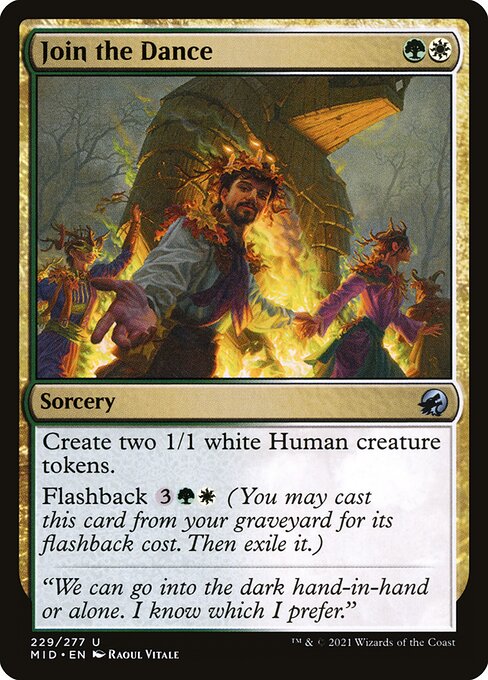 Join the Dance
Sorcery
Create two 1/1 white Human creature
tokens.
Flashback 3 (You may cast
this card from your graveyard for its
flashback cost. Then exile it.)
“We can go into the dark hand-in-hand
or alone. I know which I prefer.”
229/277 U
MID • EN Raoul Vitale
™ & © 2021 Wizards of the Coast